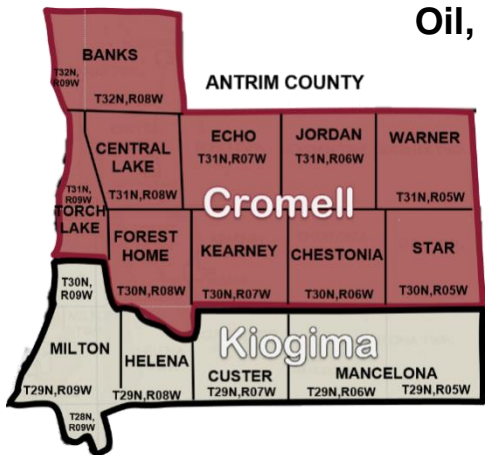 Oil,
ANTRIM COUNTY
BANKS
T32N,
R09W
T32N,R08W
CENTRAL
LAKE
T31N,R08W
ECHO
T31N,R07W
JORDAN
T31N,R06W
WARNER
T31N,R05W
T31N,
R09W
TORCH
LAKE
Cromell
FOREST
HOME
T30N,R08W
KEARNEY
T30N,R07W
CHESTONIA
T30N,R06W
STAR
T30N,R05W
T30N,
R09W
MILTON
T29N,R09W
T28N,
R09W
HELENA
T29N,R08W
Kiogima
CUSTER
T29N,R07W
MANCELONA
T29N,R06W
T29N,R05W